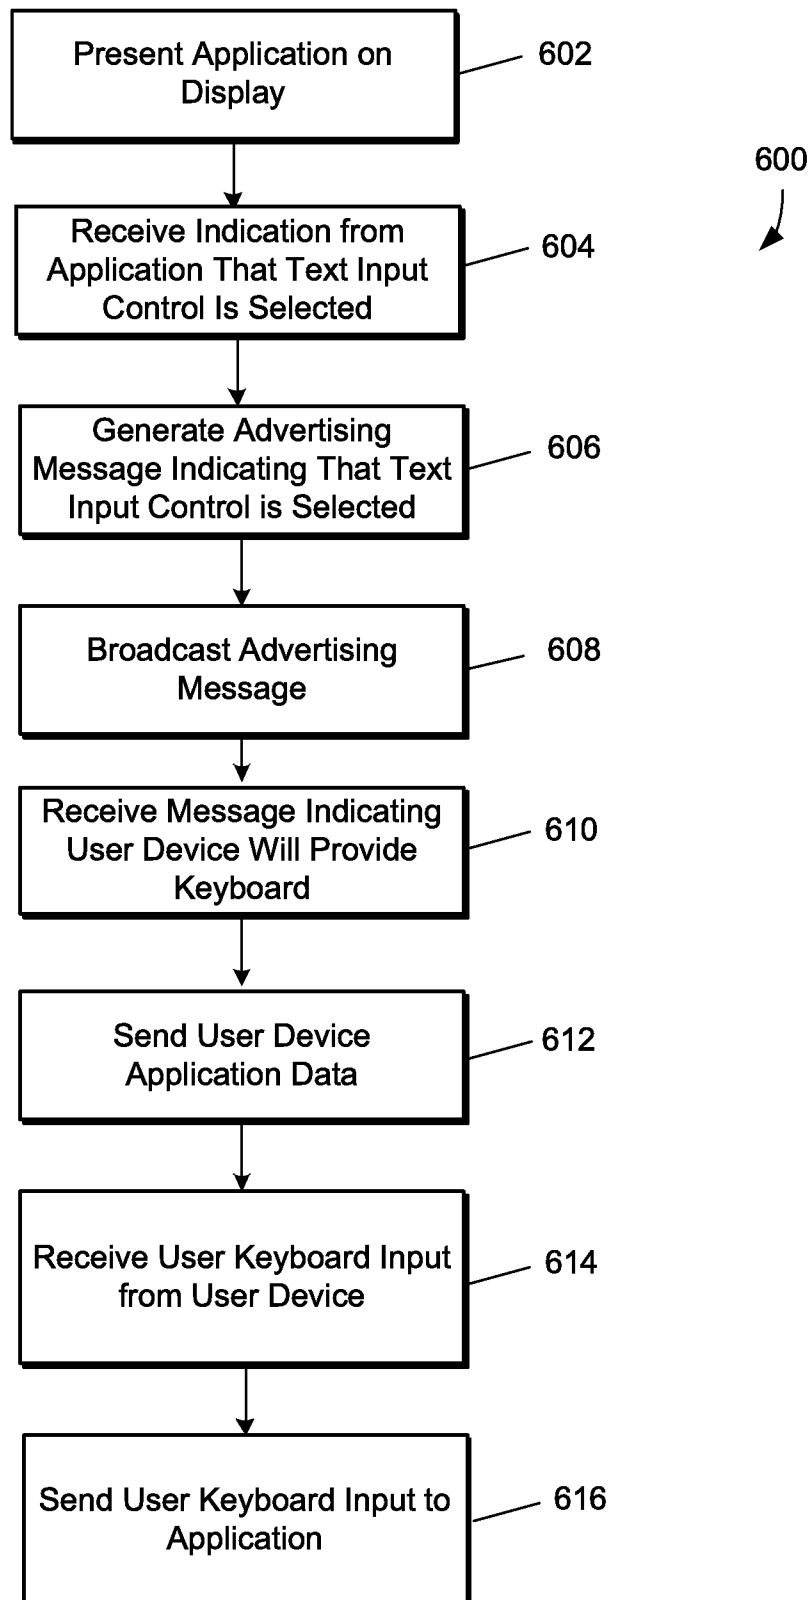 Present Application on
Display
602
600
Receive Indication from
Application That Text Input
Control Is Selected
604
Generate Advertising
Message Indicating That Text
Input Control is Selected
606
Broadcast Advertising
Message
608
Receive Message Indicating
User Device Will Provide
Keyboard
610
Send User Device
Application Data
612
Receive User Keyboard Input
from User Device
614
Send User Keyboard Input to
Application
616